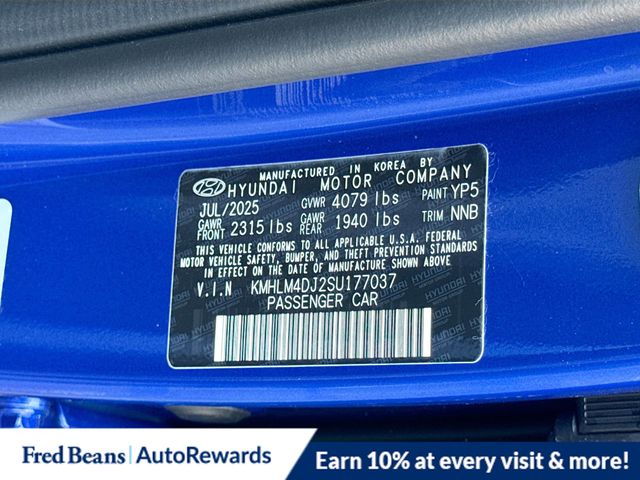 MANUFACTURED IN KOREA BY
HYUNDAI MOTOR COMPANY
JUL/2025 GVWR 4079 lbs PAINT YP5
GAWR FRONT 2315 lbs GAWR REAR 1940 lbs TRIM NNB
THIS VEHICLE CONFORMS TO ALL APPLICABLE U.S.A. FEDERAL
MOTOR VEHICLE SAFETY, BUMPER, AND THEFT PREVENTION STANDARDS
IN EFFECT ON THE DATE OF MANUFACTURE SHOWN ABOVE.
V.I.N KMHLM4DJ2SU177037
PASSENGER CAR
Fred Beans | AutoRewards
Earn 10% at every visit & more!